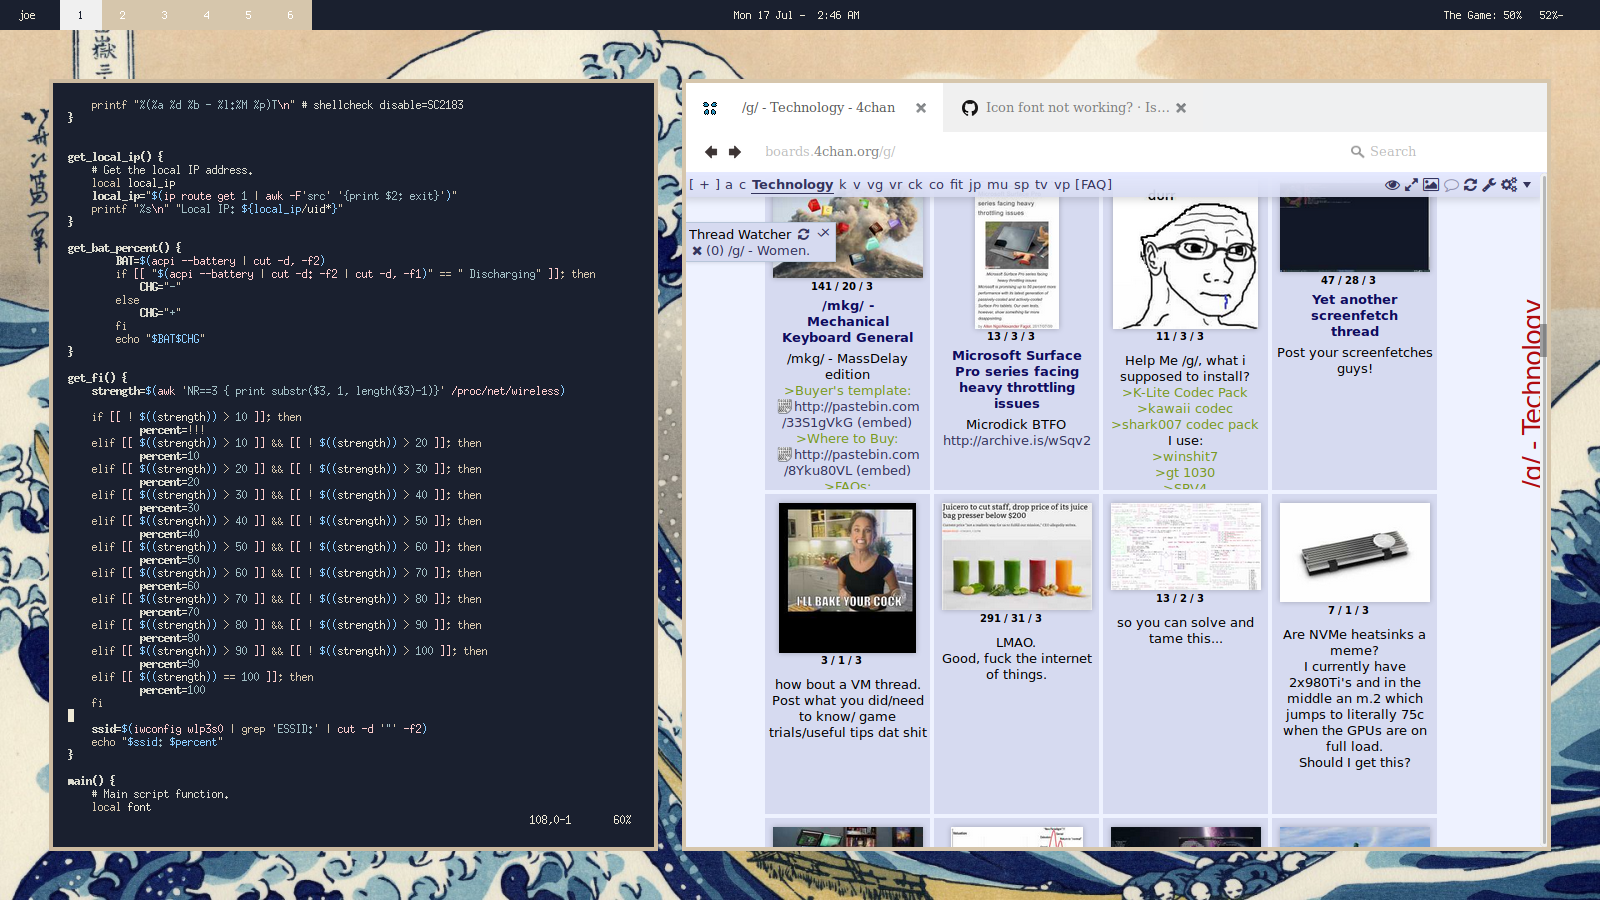 joe 1 2 3 4 5 6 Mon 17 Jul - 2:46 AM The Game: 50% 52%-
printf "%(%a %d %b - %l:%M %p)T\n" # shellcheck disable=SC2183
}
get_local_ip() {
# Get the local IP address.
local local_ip
local_ip="$(ip route get 1 | awk -F'src' '{print $2; exit}')"
printf "%s\n" "Local IP: ${local_ip/uid*}"
}
get_bat_percent() {
BAT=$(acpi --battery | cut -d, -f2)
if [[ "$(acpi --battery | cut -d: -f2 | cut -d, -f1)" == " Discharging" ]]; then
CHG="-"
else
CHG="+"
fi
echo "$BAT$CHG"
}
get_fi() {
strength=$(awk 'NR==3 { print substr($3, 1, length($3)-1)}' /proc/net/wireless)
if [[ ! $((strength)) > 10 ]]; then
percent=!!!
elif [[ $((strength)) > 10 ]] && [[ ! $((strength)) > 20 ]]; then
percent=10
elif [[ $((strength)) > 20 ]] && [[ ! $((strength)) > 30 ]]; then
percent=20
elif [[ $((strength)) > 30 ]] && [[ ! $((strength)) > 40 ]]; then
percent=30
elif [[ $((strength)) > 40 ]] && [[ ! $((strength)) > 50 ]]; then
percent=40
elif [[ $((strength)) > 50 ]] && [[ ! $((strength)) > 60 ]]; then
percent=50
elif [[ $((strength)) > 60 ]] && [[ ! $((strength)) > 70 ]]; then
percent=60
elif [[ $((strength)) > 70 ]] && [[ ! $((strength)) > 80 ]]; then
percent=70
elif [[ $((strength)) > 80 ]] && [[ ! $((strength)) > 90 ]]; then
percent=80
elif [[ $((strength)) > 90 ]] && [[ ! $((strength)) > 100 ]]; then
percent=90
elif [[ $((strength)) == 100 ]]; then
percent=100
fi
ssid=$(iwconfig wlp3s0 | grep 'ESSID:' | cut -d '"' -f2)
echo "$ssid: $percent"
}
main() {
# Main script function.
local font
108,0-1 60%
/g/ - Technology - 4chan
Icon font not working? · Is...
boards.4chan.org/g/
Search
[ + ] a c Technology k v vg vr ck co fit jp mu sp tv vp [FAQ]
Thread Watcher
(0) /g/ - Women.
141 / 20 / 3
/mkg/ -
Mechanical
Keyboard General
/mkg/ - MassDelay
edition
>Buyer's template:
http://pastebin.com
/33S1gVkG (embed)
>Where to Buy:
http://pastebin.com
/8Yku80VL (embed)
>FAQs:
series facing
heavy throttling
issues
Microsoft Surface Pro series facing
heavy throttling issues
13 / 3 / 3
Microsoft Surface
Pro series facing
heavy throttling
issues
Microdick BTFO
http://archive.is/wSqv2
durr
11 / 3 / 3
Help Me /g/, what i
supposed to install?
>K-Lite Codec Pack
>kawaii codec
>shark007 codec pack
I use:
>winshit7
>gt 1030
>SPV4
47 / 28 / 3
Yet another
screenfetch
thread
Post your screenfetches
guys!
/g/ - Technology
I'LL BAKE YOUR COCK
3 / 1 / 3
how bout a VM thread.
Post what you did/need
to know/ game
trials/useful tips dat shit
Juicero to cut staff, drop price of its juice
bag presser below $200
291 / 31 / 3
LMAO.
Good, fuck the internet
of things.
13 / 2 / 3
so you can solve and
tame this...
7 / 1 / 3
Are NVMe heatsinks a
meme?
I currently have
2x980Ti's and in the
middle an m.2 which
jumps to literally 75c
when the GPUs are on
full load.
Should I get this?